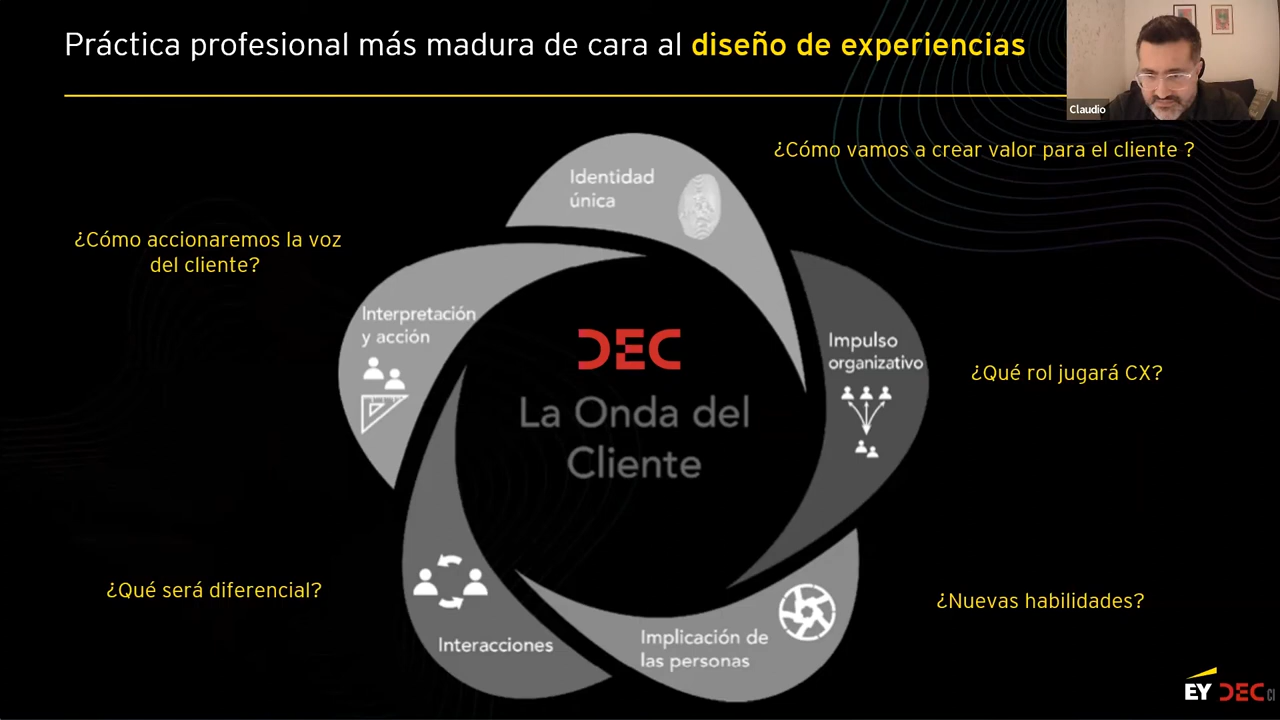 Práctica profesional más madura de cara al diseño de experiencias
Claudio
¿Cómo vamos a crear valor para el cliente ?
Identidad
única
¿Cómo accionaremos la voz
del cliente?
Interpretación
y acción
Impulso
organizativo
¿Qué rol jugará CX?
DEC
La Onda del
Cliente
¿Qué será diferencial?
Interacciones
Implicación de
las personas
¿Nuevas habilidades?
EY DEC